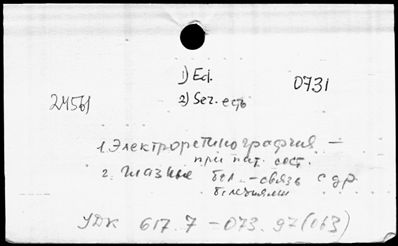 1) Ed.
0731
24561
2) Ser. есть
1. Электроретинография –
при пат. сост.
2. Глазные бол. – связь с др.
болезнями
УДК 617.7-073.97(063)